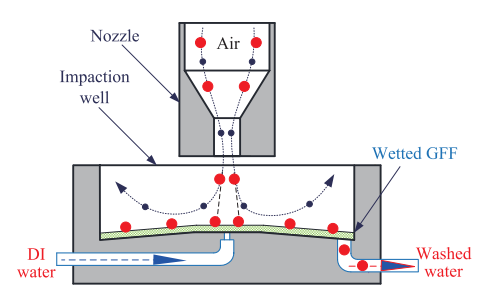 Nozzle
Air
Impaction
well
Wetted GFF
DI
water
Washed
water